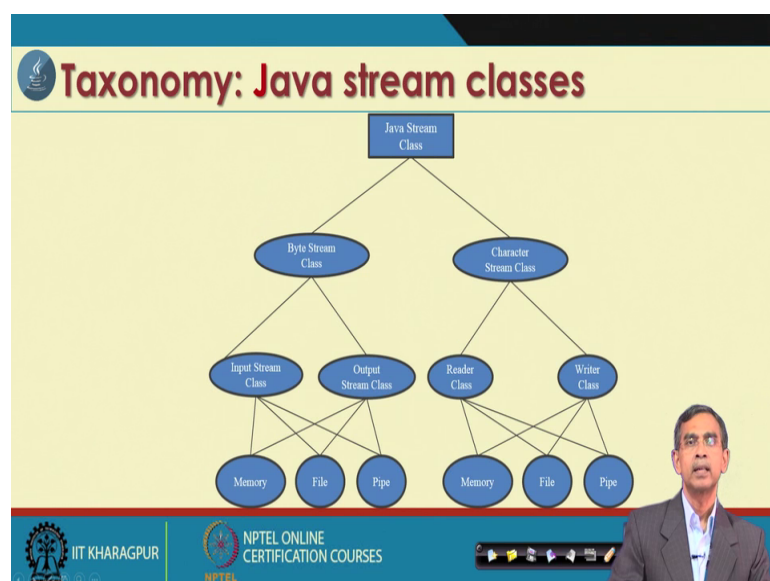 Taxonomy: Java stream classes
Java Stream
Class
Byte Stream
Class
Character
Stream Class
Input Stream
Class
Output
Stream Class
Reader
Class
Writer
Class
Memory
File
Pipe
Memory
File
Pipe
IIT KHARAGPUR
NPTEL ONLINE
CERTIFICATION COURSES
NPTEL